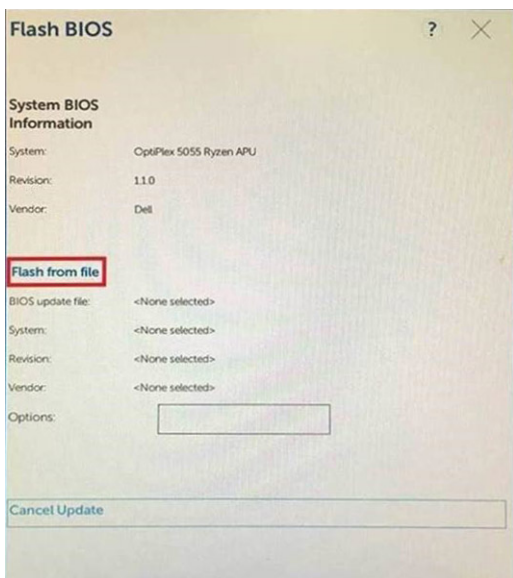 Flash BIOS ?
System BIOS
Information
System: OptiPlex 5055 Ryzen APU
Revision: 1.1.0
Vendor: Dell
Flash from file
BIOS update file: <None selected>
System: <None selected>
Revision: <None selected>
Vendor: <None selected>
Options:
Cancel Update